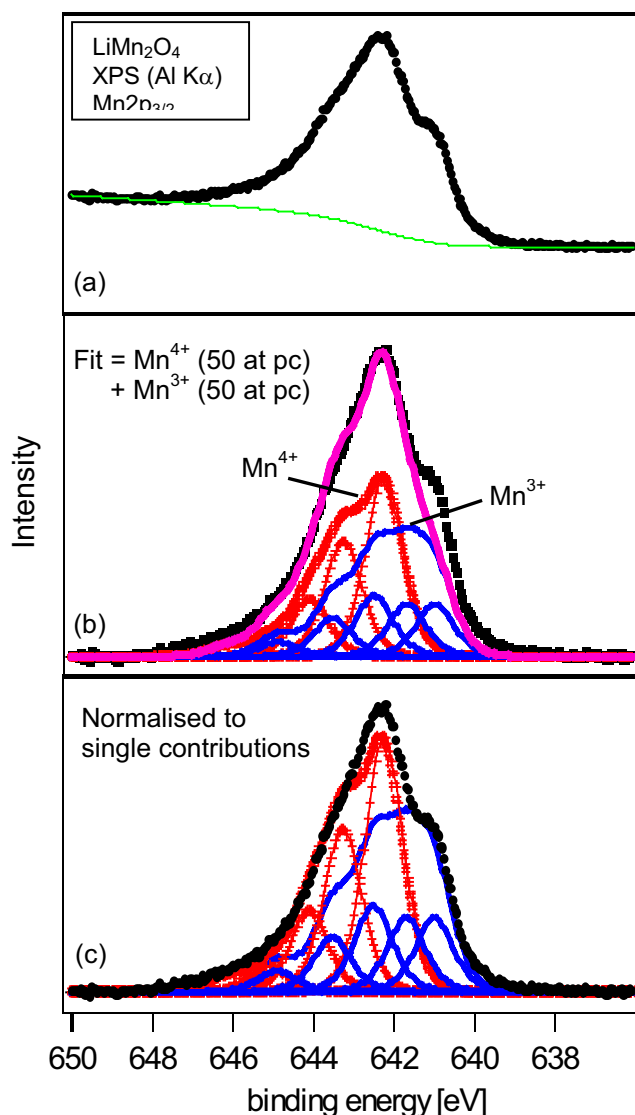 LiMn₂O₄
XPS (Al Kα)
Mn2p₃/₂
(a)
Fit = Mn⁴⁺ (50 at pc)
+ Mn³⁺ (50 at pc)
Mn⁴⁺
Mn³⁺
(b)
Normalised to
single contributions
(c)
Intensity
650 648 646 644 642 640 638
binding energy [eV]